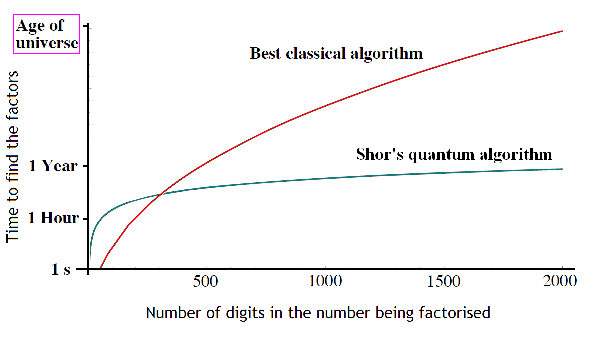 Age of
universe
Best classical algorithm
Shor's quantum algorithm
1 Year
1 Hour
1 s
500
1000
1500
2000
Time to find the factors
Number of digits in the number being factorised